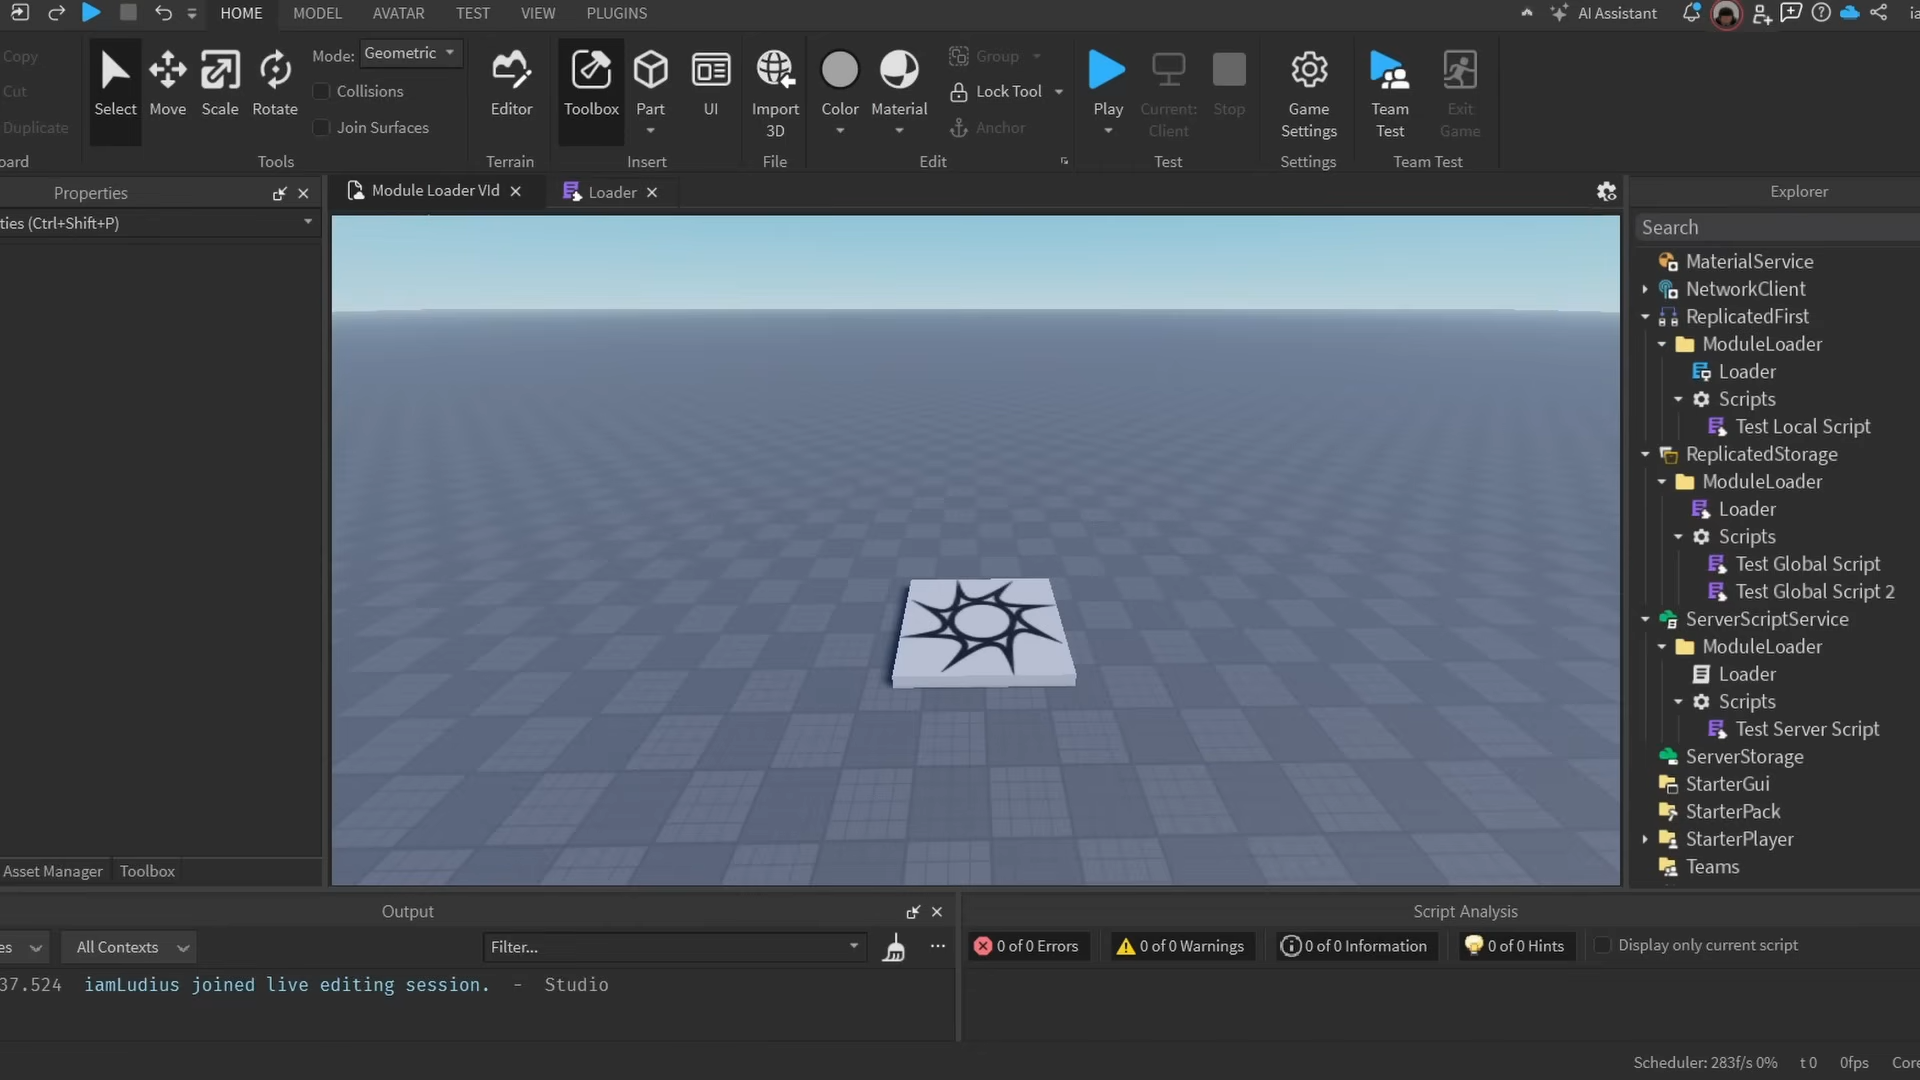 HOME MODEL AVATAR TEST VIEW PLUGINS AI Assistant
Copy
Cut
Duplicate
oard
Select Move Scale Rotate
Mode: Geometric
Collisions
Join Surfaces
Tools
Editor
Terrain
Toolbox Part UI
Insert
Import
3D
File
Color Material
Group
Lock Tool
Anchor
Edit
Play
Current:
Client
Stop
Test
Game
Settings
Settings
Team
Test
Exit
Game
Team Test
Properties
ties (Ctrl+Shift+P)
Module Loader VId
Loader
Explorer
Search
MaterialService
NetworkClient
ReplicatedFirst
ModuleLoader
Loader
Scripts
Test Local Script
ReplicatedStorage
ModuleLoader
Loader
Scripts
Test Global Script
Test Global Script 2
ServerScriptService
ModuleLoader
Loader
Scripts
Test Server Script
ServerStorage
StarterGui
StarterPack
StarterPlayer
Teams
Asset Manager Toolbox
Output
es All Contexts Filter...
37.524 iamLudius joined live editing session. - Studio
Script Analysis
0 of 0 Errors 0 of 0 Warnings 0 of 0 Information 0 of 0 Hints Display only current script
Scheduler: 283f/s 0% t 0 0fps Core